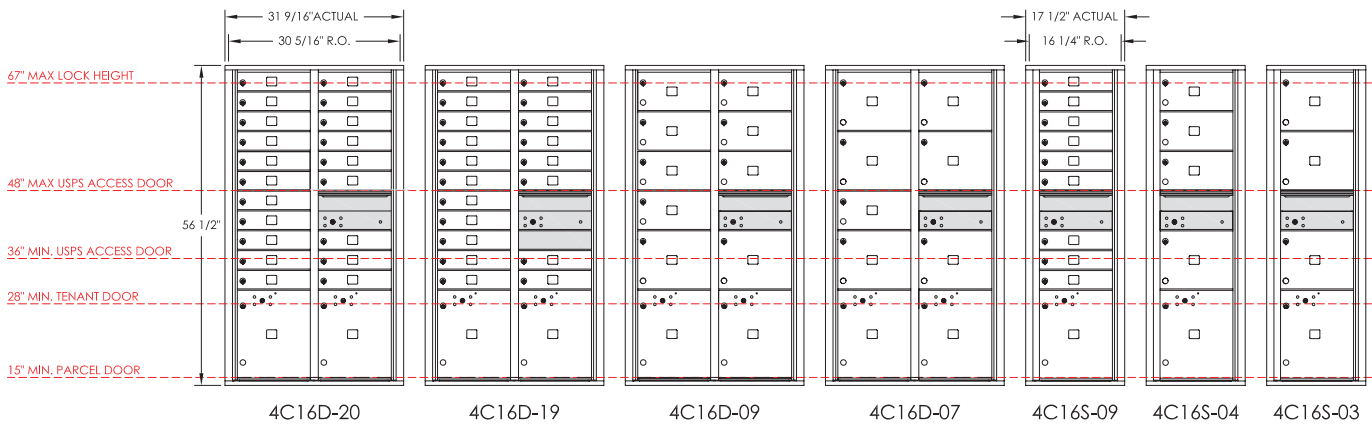 31 9/16"ACTUAL
30 5/16" R.O.
17 1/2" ACTUAL
16 1/4" R.O.
67" MAX LOCK HEIGHT
48" MAX USPS ACCESS DOOR
56 1/2"
36" MIN. USPS ACCESS DOOR
28" MIN. TENANT DOOR
15" MIN. PARCEL DOOR
4C16D-20
4C16D-19
4C16D-09
4C16D-07
4C16S-09
4C16S-04
4C16S-03